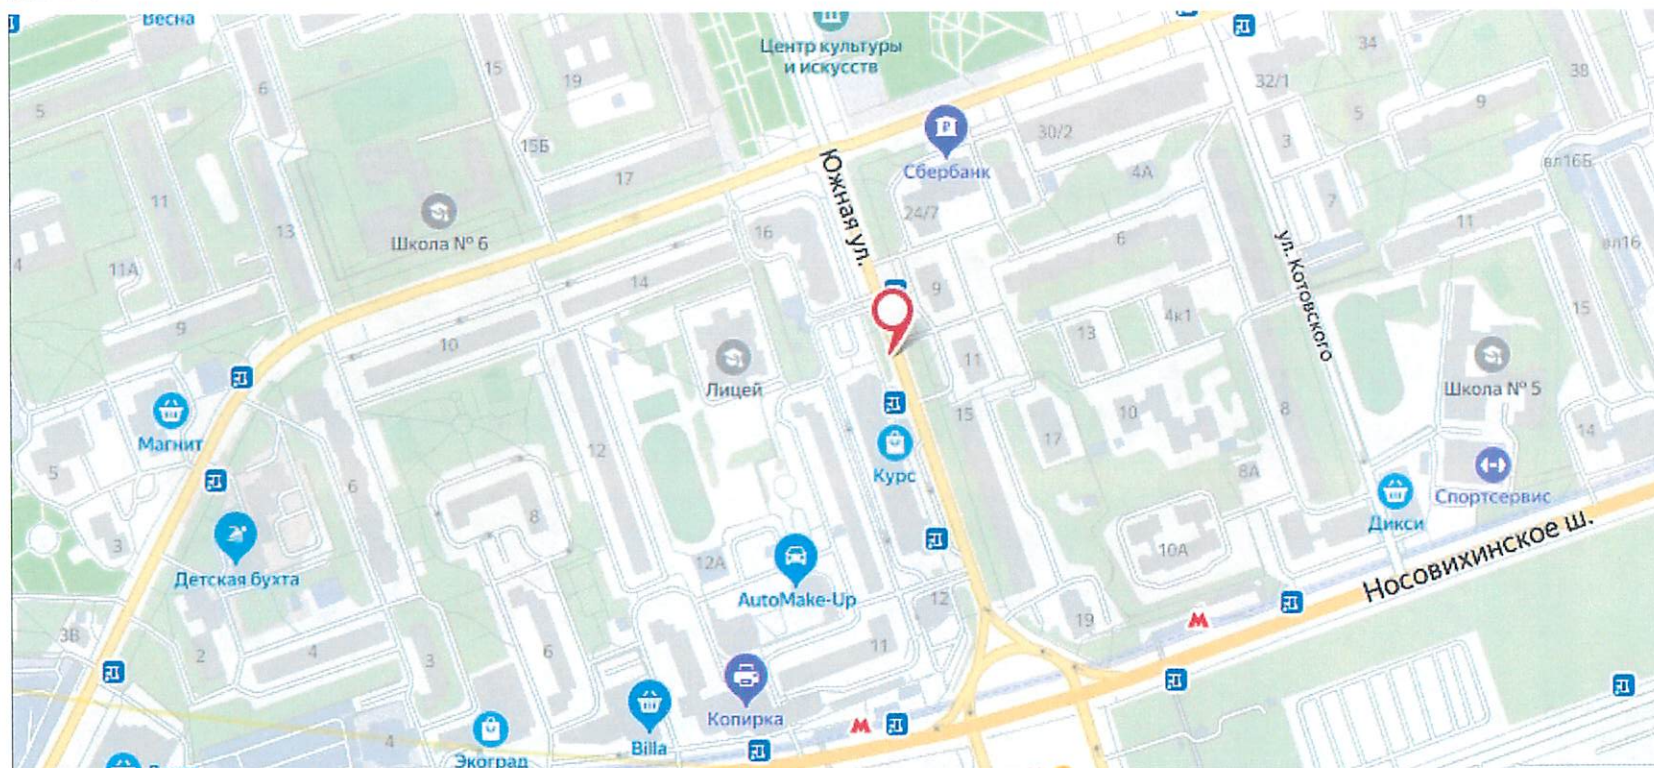 Весна
Центр культуры
и искусств
34
38
15
19
6
32/1
5
5
9
3
30/2
Сбербанк
15Б
17
4А
вл16Б
Южная ул.
11
24/7
7
11
Школа № 6
13
16
6
вл16
4
11А
ул. Котовского
14
9
15
4к1
9
13
10
11
Лицей
Школа № 5
15
10
8
Магнит
17
14
12
5
Курс
8А
6
Спортсервис
Дикси
8
3
10А
Носовихинское ш.
12А
Детская бухта
AutoMake-Up
12
19
3В
2
4
3
6
11
Копирка
4
Billa
Экоград